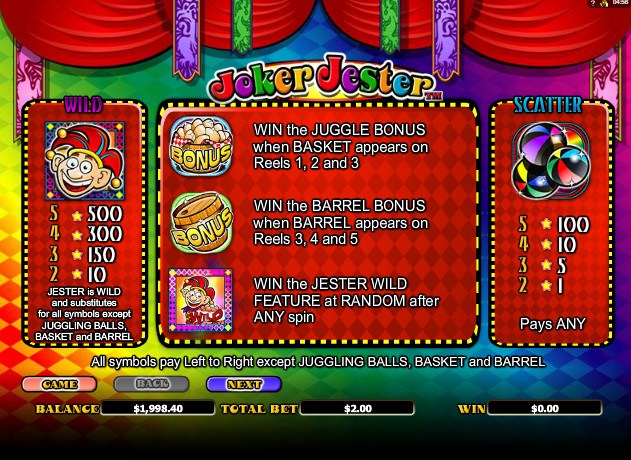 ? 04:56
Joker Jester™
WILD
5 ★ 500
4 ★ 300
3 ★ 150
2 ★ 10
JESTER is WILD
and substitutes
for all symbols except
JUGGLING BALLS,
BASKET and BARREL
BONUS
WIN the JUGGLE BONUS
when BASKET appears on
Reels 1, 2 and 3
BONUS
WIN the BARREL BONUS
when BARREL appears on
Reels 3, 4 and 5
WILD
WIN the JESTER WILD
FEATURE at RANDOM after
ANY spin
SCATTER
5 ★ 100
4 ★ 10
3 ★ 5
2 ★ 1
Pays ANY
All symbols pay Left to Right except JUGGLING BALLS, BASKET and BARREL
GAME BACK NEXT
BALANCE $1,998.40 TOTAL BET $2.00 WIN $0.00